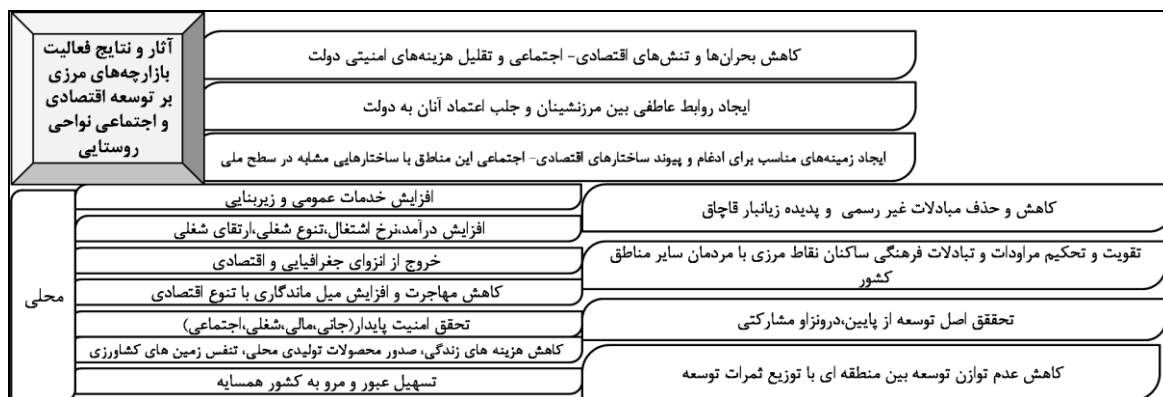 آثار و نتایج فعالیت
بازارچه‌های مرزی
بر توسعه اقتصادی
و اجتماعی نواحی
روستایی
کاهش بحران‌ها و تنش‌های اقتصادی- اجتماعی و تقلیل هزینه‌های امنیتی دولت
ایجاد روابط عاطفی بین مرزنشینان و جلب اعتماد آنان به دولت
ایجاد زمینه‌های مناسب برای ادغام و پیوند ساختارهای اقتصادی- اجتماعی این مناطق با ساختارهایی مشابه در سطح ملی
کاهش و حذف مبادلات غیر رسمی و پدیده زیانبار قاچاق
تقویت و تحکیم مراودات و تبادلات فرهنگی ساکنان نقاط مرزی با مردمان سایر مناطق
کشور
تحققق اصل توسعه از پایین،درونزاو مشارکتی
کاهش عدم توازن توسعه بین منطقه ای با توزیع ثمرات توسعه
افزایش خدمات عمومی و زیربنایی
افزایش درآمد،نرخ اشتغال،تنوع شغلی،ارتقای شغلی
خروج از انزوای جغرافیایی و اقتصادی
کاهش مهاجرت و افزایش میل ماندگاری با تنوع اقتصادی
تحقق امنیت پایدار(جانی،مالی،شغلی،اجتماعی)
کاهش هزینه های زندگی، صدور محصولات تولیدی محلی، تنفس زمین های کشاورزی
تسهیل عبور و مرو به کشور همسایه
محلی